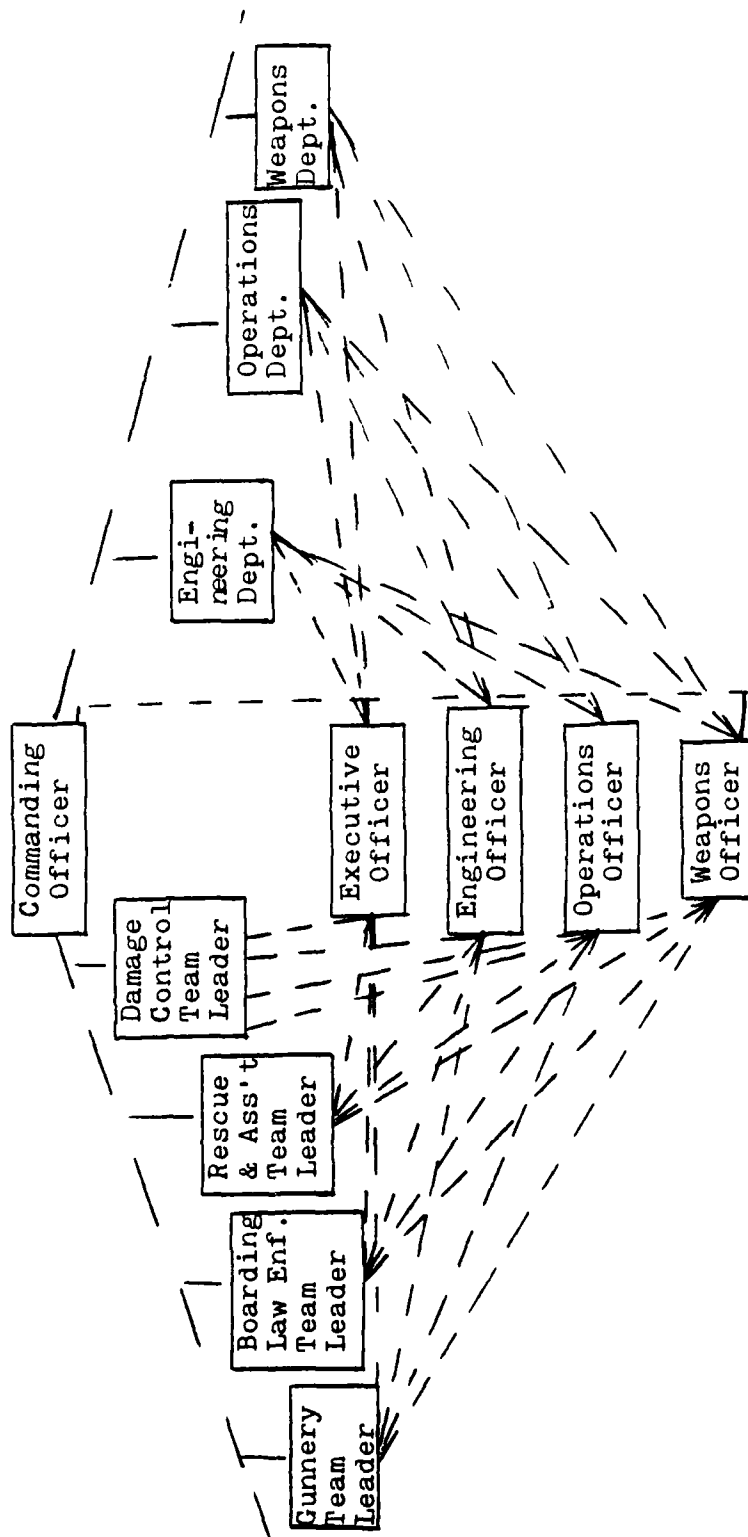 Commanding
Officer
Damage
Control
Team
Leader
Rescue
& Ass't
Team
Leader
Boarding
Law Enf.
Team
Leader
Gunnery
Team
Leader
Engi-
neering
Dept.
Operations
Dept.
Weapons
Dept.
Executive
Officer
Engineering
Officer
Operations
Officer
Weapons
Officer